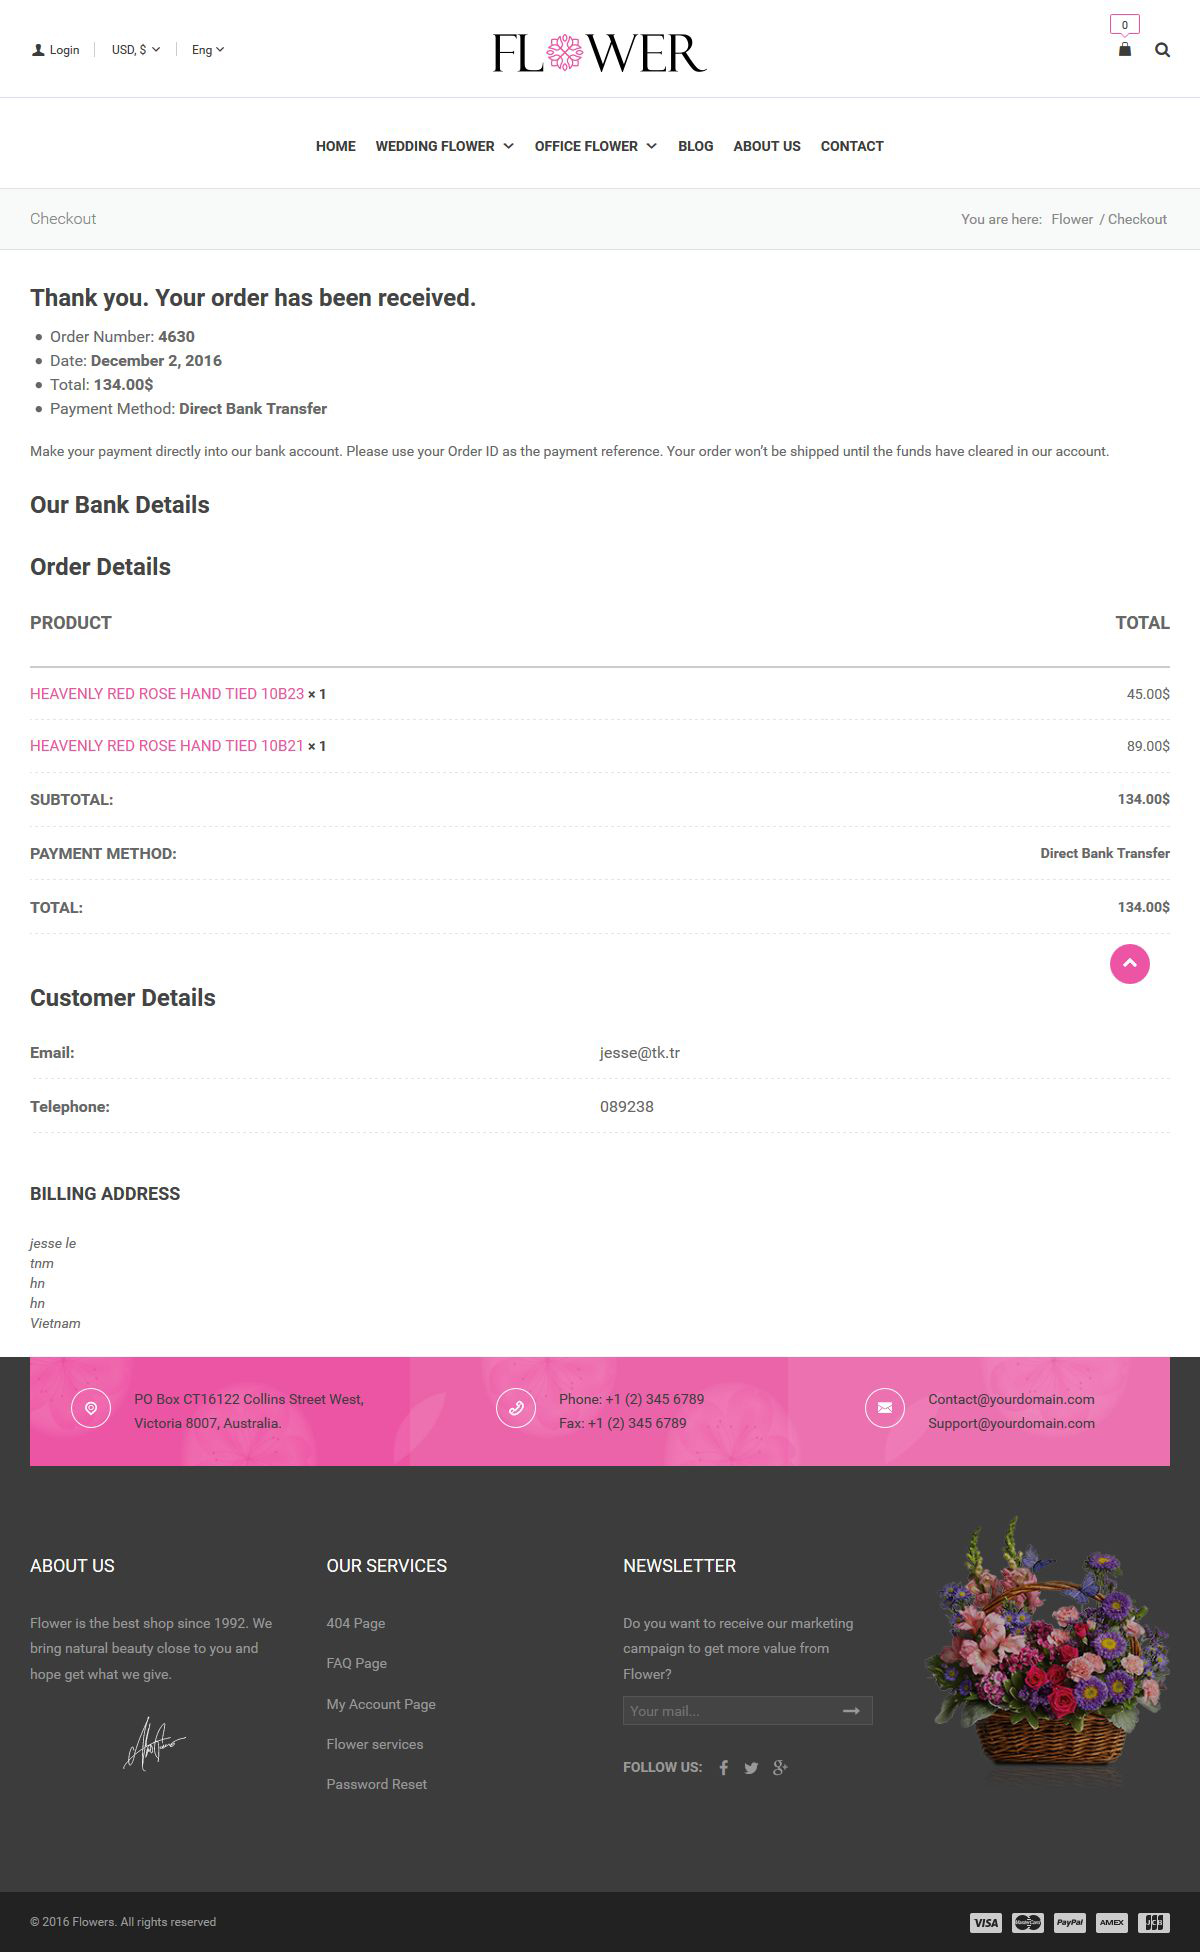 Login USD, $ Eng
FLOWER
0
HOME WEDDING FLOWER OFFICE FLOWER BLOG ABOUT US CONTACT
Checkout
You are here: Flower / Checkout
Thank you. Your order has been received.
Order Number: 4630
Date: December 2, 2016
Total: 134.00$
Payment Method: Direct Bank Transfer
Make your payment directly into our bank account. Please use your Order ID as the payment reference. Your order won’t be shipped until the funds have cleared in our account.
Our Bank Details
Order Details
PRODUCT TOTAL
HEAVENLY RED ROSE HAND TIED 10B23 × 1 45.00$
HEAVENLY RED ROSE HAND TIED 10B21 × 1 89.00$
SUBTOTAL: 134.00$
PAYMENT METHOD: Direct Bank Transfer
TOTAL: 134.00$
Customer Details
Email: jesse@tk.tr
Telephone: 089238
BILLING ADDRESS
jesse le
tnm
hn
hn
Vietnam
PO Box CT16122 Collins Street West,
Victoria 8007, Australia.
Phone: +1 (2) 345 6789
Fax: +1 (2) 345 6789
Contact@yourdomain.com
Support@yourdomain.com
ABOUT US
Flower is the best shop since 1992. We
bring natural beauty close to you and
hope get what we give.
OUR SERVICES
404 Page
FAQ Page
My Account Page
Flower services
Password Reset
NEWSLETTER
Do you want to receive our marketing
campaign to get more value from
Flower?
Your mail...
FOLLOW US:
© 2016 Flowers. All rights reserved
VISA MasterCard PayPal AMEX JCB